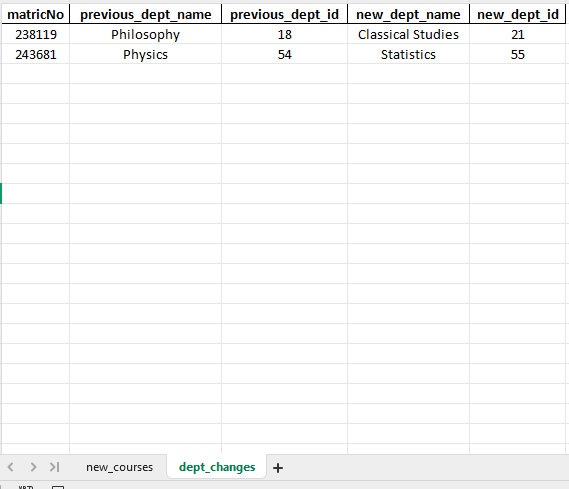 matricNo previous_dept_name previous_dept_id new_dept_name new_dept_id
238119 Philosophy 18 Classical Studies 21
243681 Physics 54 Statistics 55
new_courses dept_changes +